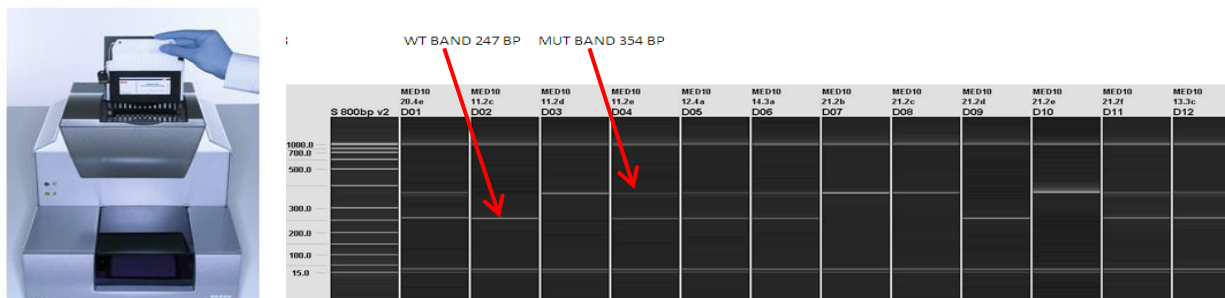 WT BAND 247 BP MUT BAND 354 BP
MED10 MED10 MED10 MED10 MED10 MED10 MED10 MED10 MED10 MED10 MED10 MED10
20.4e 11.2c 11.2d 11.2e 12.4a 14.3a 21.2b 21.2c 21.2d 21.2e 21.2f 13.3c
S 800bp v2 D01 D02 D03 D04 D05 D06 D07 D08 D09 D10 D11 D12
1000.0
700.0
500.0
300.0
200.0
100.0
15.0